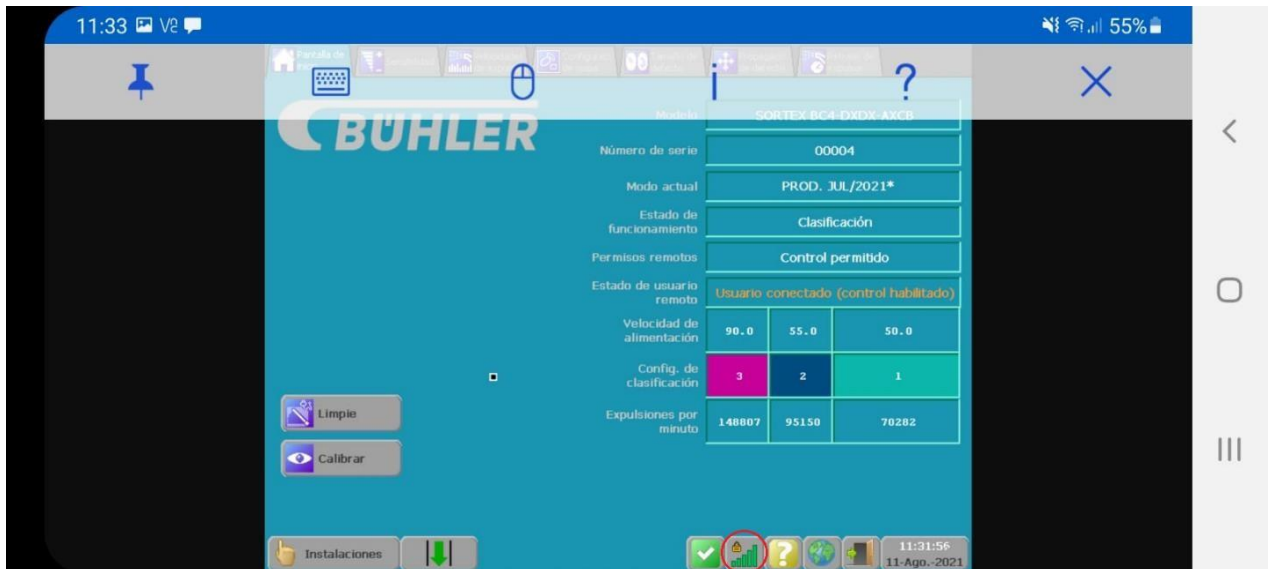 11:33 55%
Pantalla de
i ?
BÜHLER
Modelo SORTEX BC4-DXDX-AXCB
Número de serie 00004
Modo actual PROD. JUL/2021*
Estado de
funcionamiento Clasificación
Permisos remotos Control permitido
Estado de usuario
remoto Usuario conectado (control habilitado)
Velocidad de
alimentación 90.0 55.0 50.0
Config. de
clasificación 3 2 1
Expulsiones por
minuto 148807 95150 70282
Limpie
Calibrar
Instalaciones
?
11:31:56
11-Ago.-2021